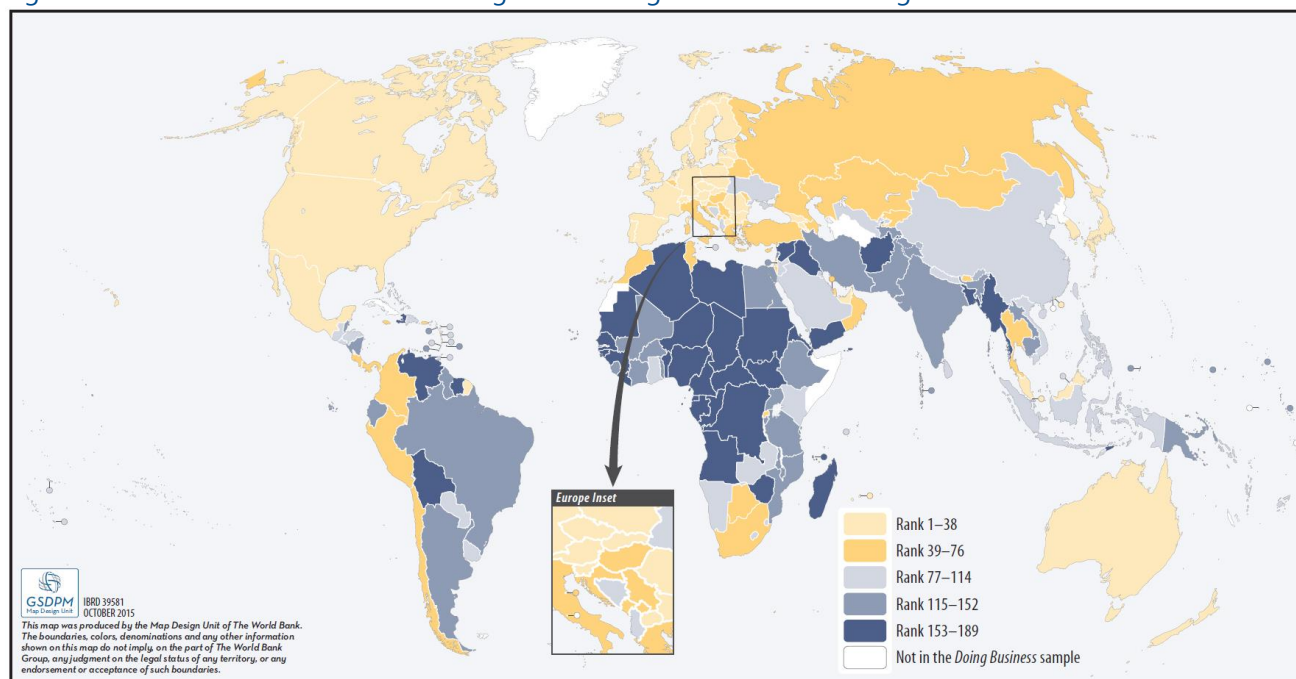 Europe Inset
Rank 1–38
Rank 39–76
Rank 77–114
Rank 115–152
Rank 153–189
Not in the Doing Business sample
GSDPM
Map Design Unit
IBRD 39581
OCTOBER 2015
This map was produced by the Map Design Unit of The World Bank.
The boundaries, colors, denominations and any other information
shown on this map do not imply, on the part of The World Bank
Group, any judgment on the legal status of any territory, or any
endorsement or acceptance of such boundaries.